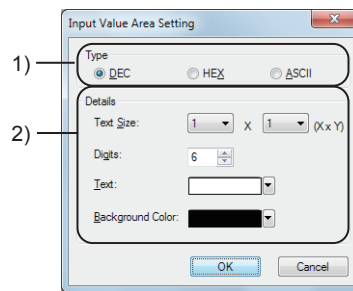 Input Value Area Setting
1)
Type
DEC HEX ASCII
2)
Details
Text Size: 1 X 1 (X x Y)
Digits: 6
Text:
Background Color:
OK Cancel